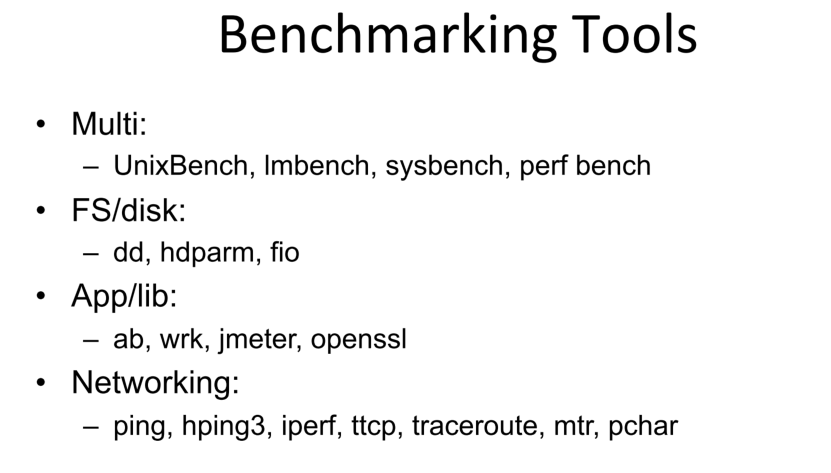 Benchmarking Tools
• Multi:
– UnixBench, lmbench, sysbench, perf bench
• FS/disk:
– dd, hdparm, fio
• App/lib:
– ab, wrk, jmeter, openssl
• Networking:
– ping, hping3, iperf, ttcp, traceroute, mtr, pchar